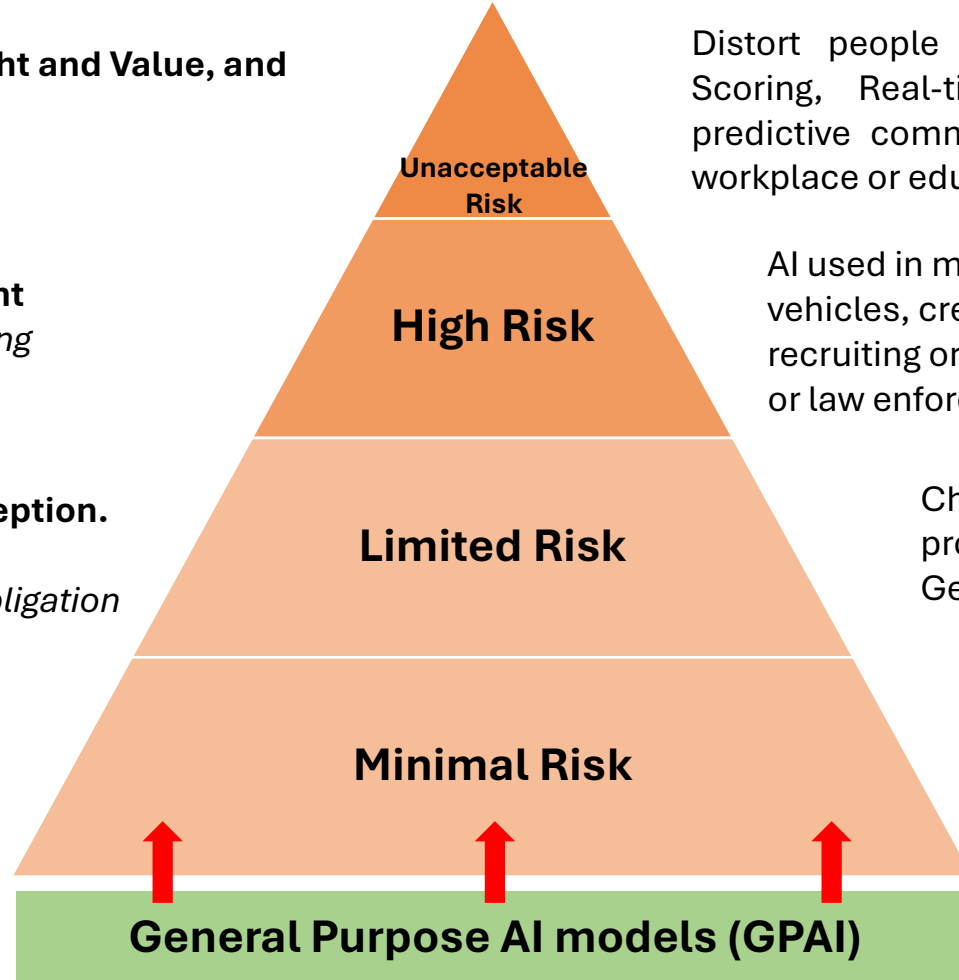 ht and Value, and
Distort people
Scoring, Real-ti
predictive comm
workplace or edu
Unacceptable
Risk
AI used in m
vehicles, cre
recruiting or
or law enfor
nt
ng
High Risk
eption.
oligation
Limited Risk
Ch
pro
Ge
Minimal Risk
General Purpose AI models (GPAI)